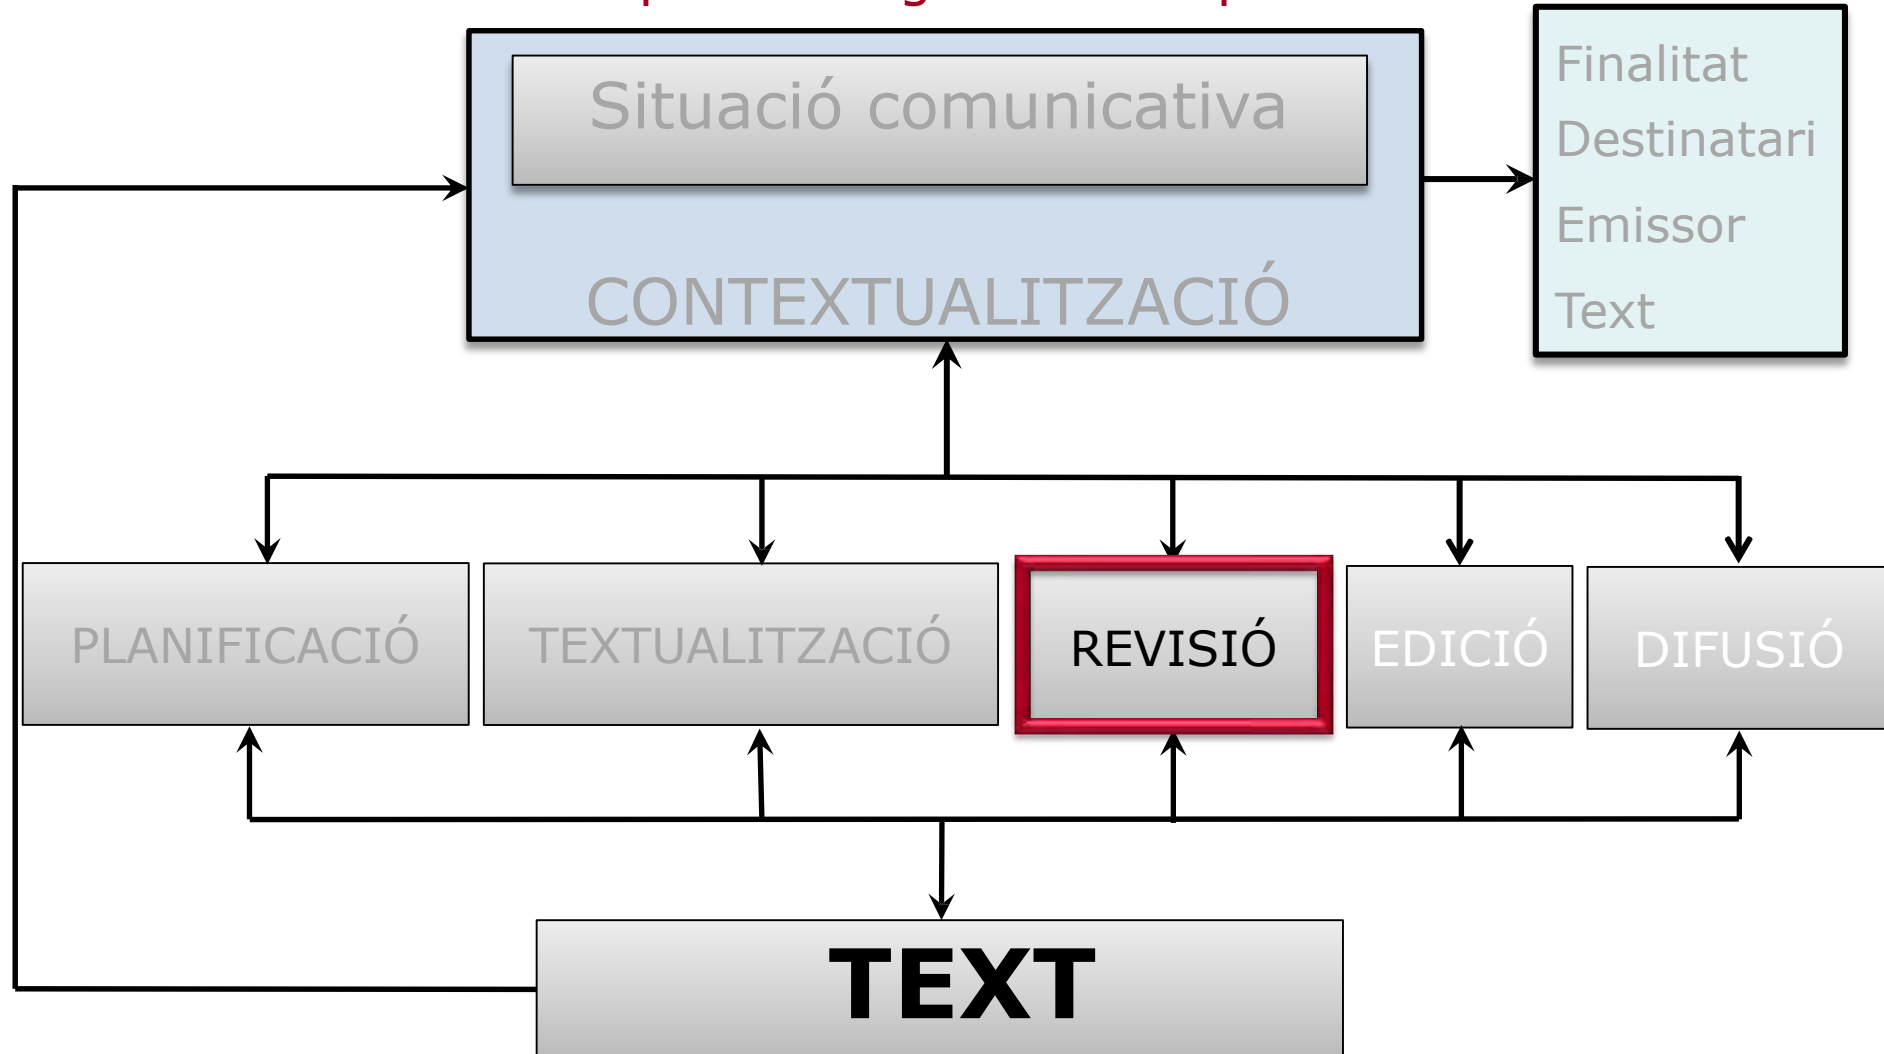 Situació comunicativa
CONTEXTUALITZACIÓ
Finalitat
Destinatari
Emissor
Text
PLANIFICACIÓ
TEXTUALITZACIÓ
REVISIÓ
EDICIÓ
DIFUSIÓ
TEXT